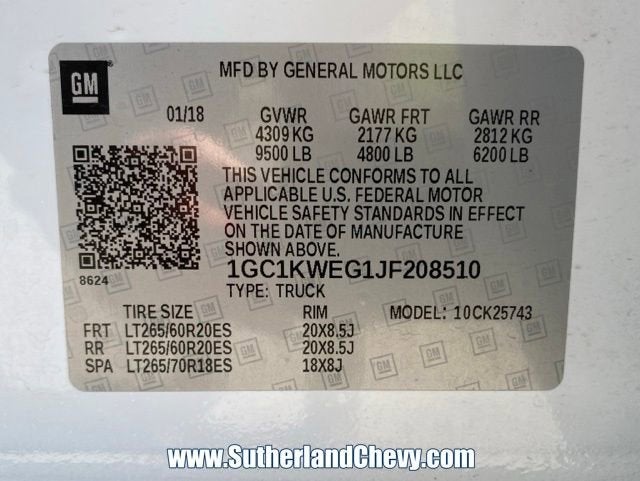 GM
MFD BY GENERAL MOTORS LLC
01/18 GVWR GAWR FRT GAWR RR
4309 KG 2177 KG 2812 KG
9500 LB 4800 LB 6200 LB
THIS VEHICLE CONFORMS TO ALL
APPLICABLE U.S. FEDERAL MOTOR
VEHICLE SAFETY STANDARDS IN EFFECT
ON THE DATE OF MANUFACTURE
SHOWN ABOVE.
8624
1GC1KWEG1JF208510
TYPE: TRUCK
TIRE SIZE RIM MODEL: 10CK25743
FRT LT265/60R20ES 20X8.5J
RR LT265/60R20ES 20X8.5J
SPA LT265/70R18ES 18X8J
www.SutherlandChevy.com